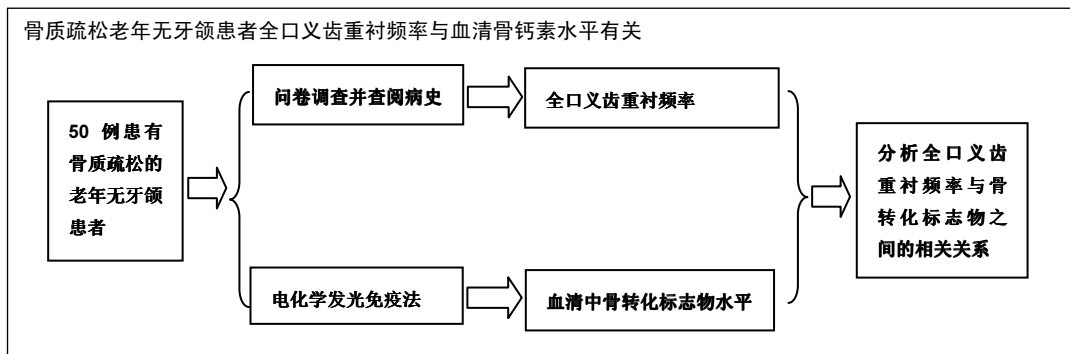 骨质疏松老年无牙颌患者全口义齿重衬频率与血清骨钙素水平有关
50 例患有
骨质疏松的
老年无牙颌
患者
问卷调查并查阅病史
全口义齿重衬频率
电化学发光免疫法
血清中骨转化标志物水平
分析全口义齿
重衬频率与骨
转化标志物之
间的相关关系